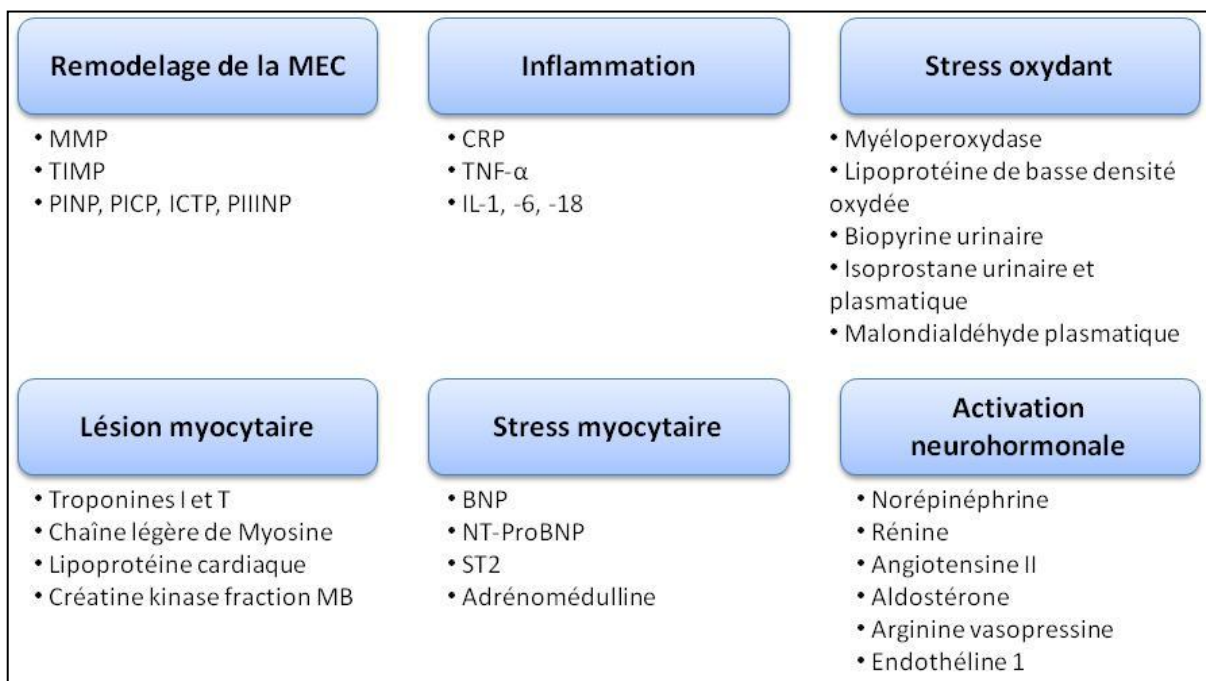 Remodelage de la MEC
• MMP
• TIMP
• PINP, PICP, ICTP, PIIINP
Inflammation
• CRP
• TNF-α
• IL-1, -6, -18
Stress oxydant
• Myéloperoxydase
• Lipoprotéine de basse densité
oxydée
• Biopyrine urinaire
• Isoprostane urinaire et
plasmatique
• Malondialdéhyde plasmatique
Lésion myocytaire
• Troponines I et T
• Chaîne légère de Myosine
• Lipoprotéine cardiaque
• Créatine kinase fraction MB
Stress myocytaire
• BNP
• NT-ProBNP
• ST2
• Adrénomédulline
Activation
neurohormonale
• Norépinéphrine
• Rénine
• Angiotensine II
• Aldostérone
• Arginine vasopressine
• Endothéline 1